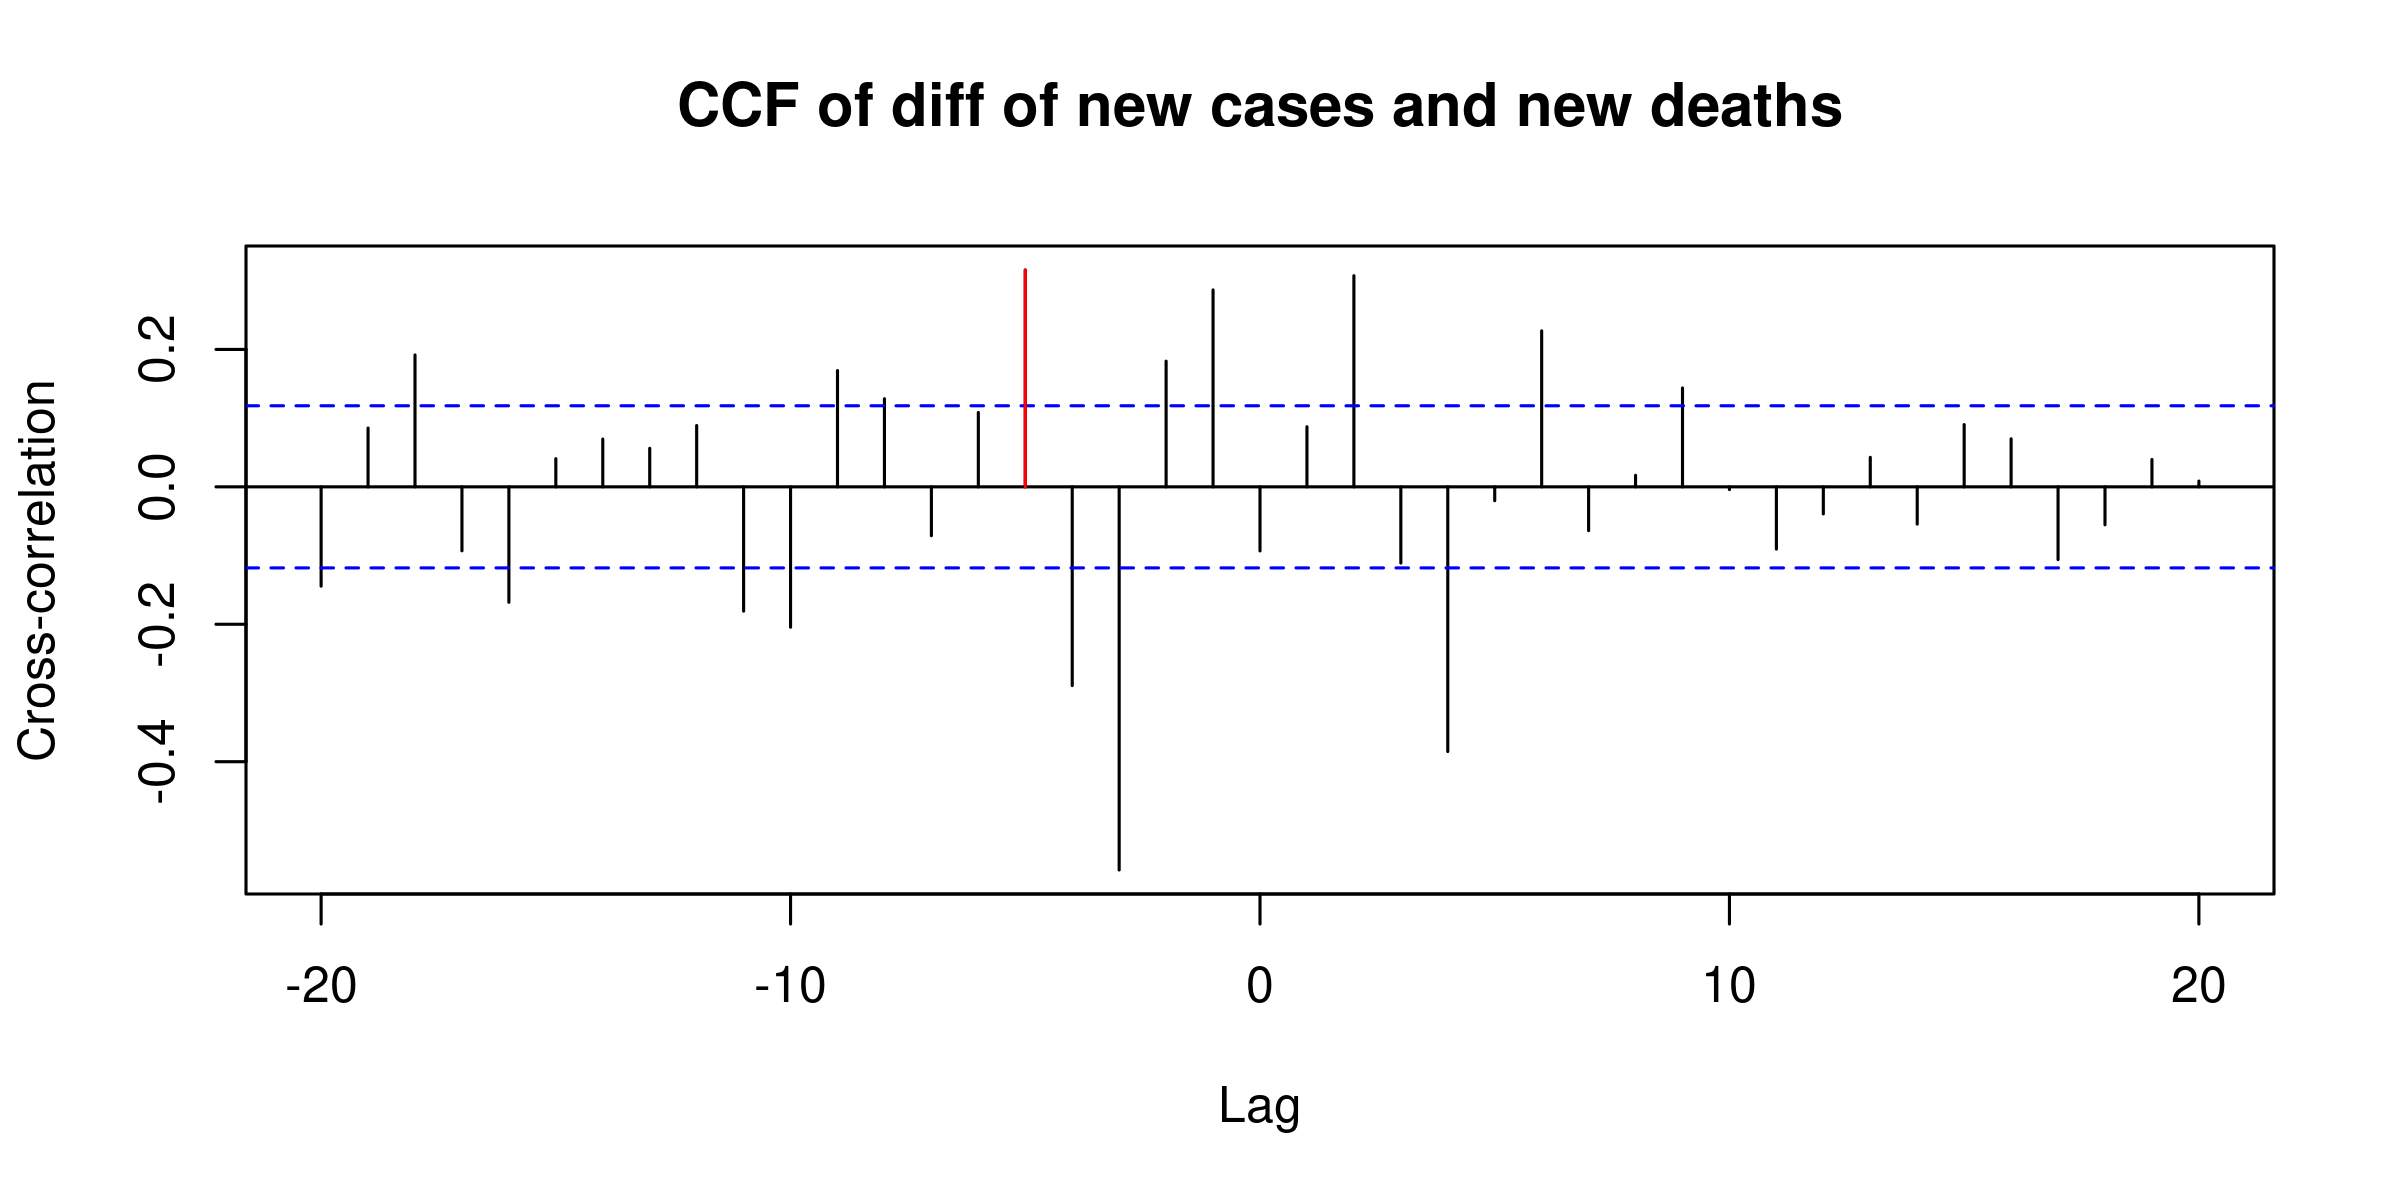 CCF of diff of new cases and new deaths
Cross-correlation
0.2
0.0
-0.2
-0.4
-20 -10 0 10 20
Lag